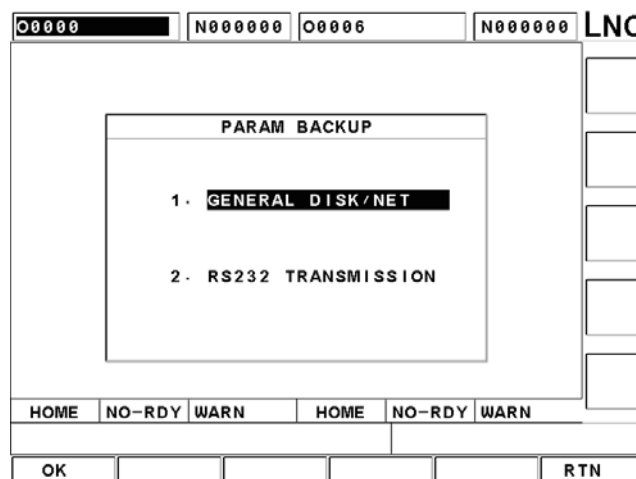 O0000 N000000 O0006 N000000 LNC
PARAM BACKUP
1. GENERAL DISK/NET
2. RS232 TRANSMISSION
HOME NO-RDY WARN HOME NO-RDY WARN
OK RTN